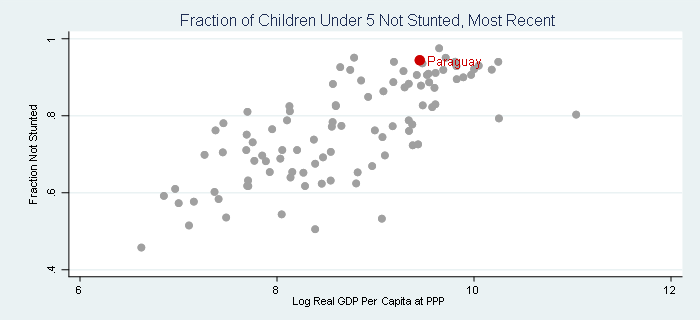 Fraction of Children Under 5 Not Stunted, Most Recent
Fraction Not Stunted
1
.8
.6
.4
Paraguay
6
8
10
12
Log Real GDP Per Capita at PPP